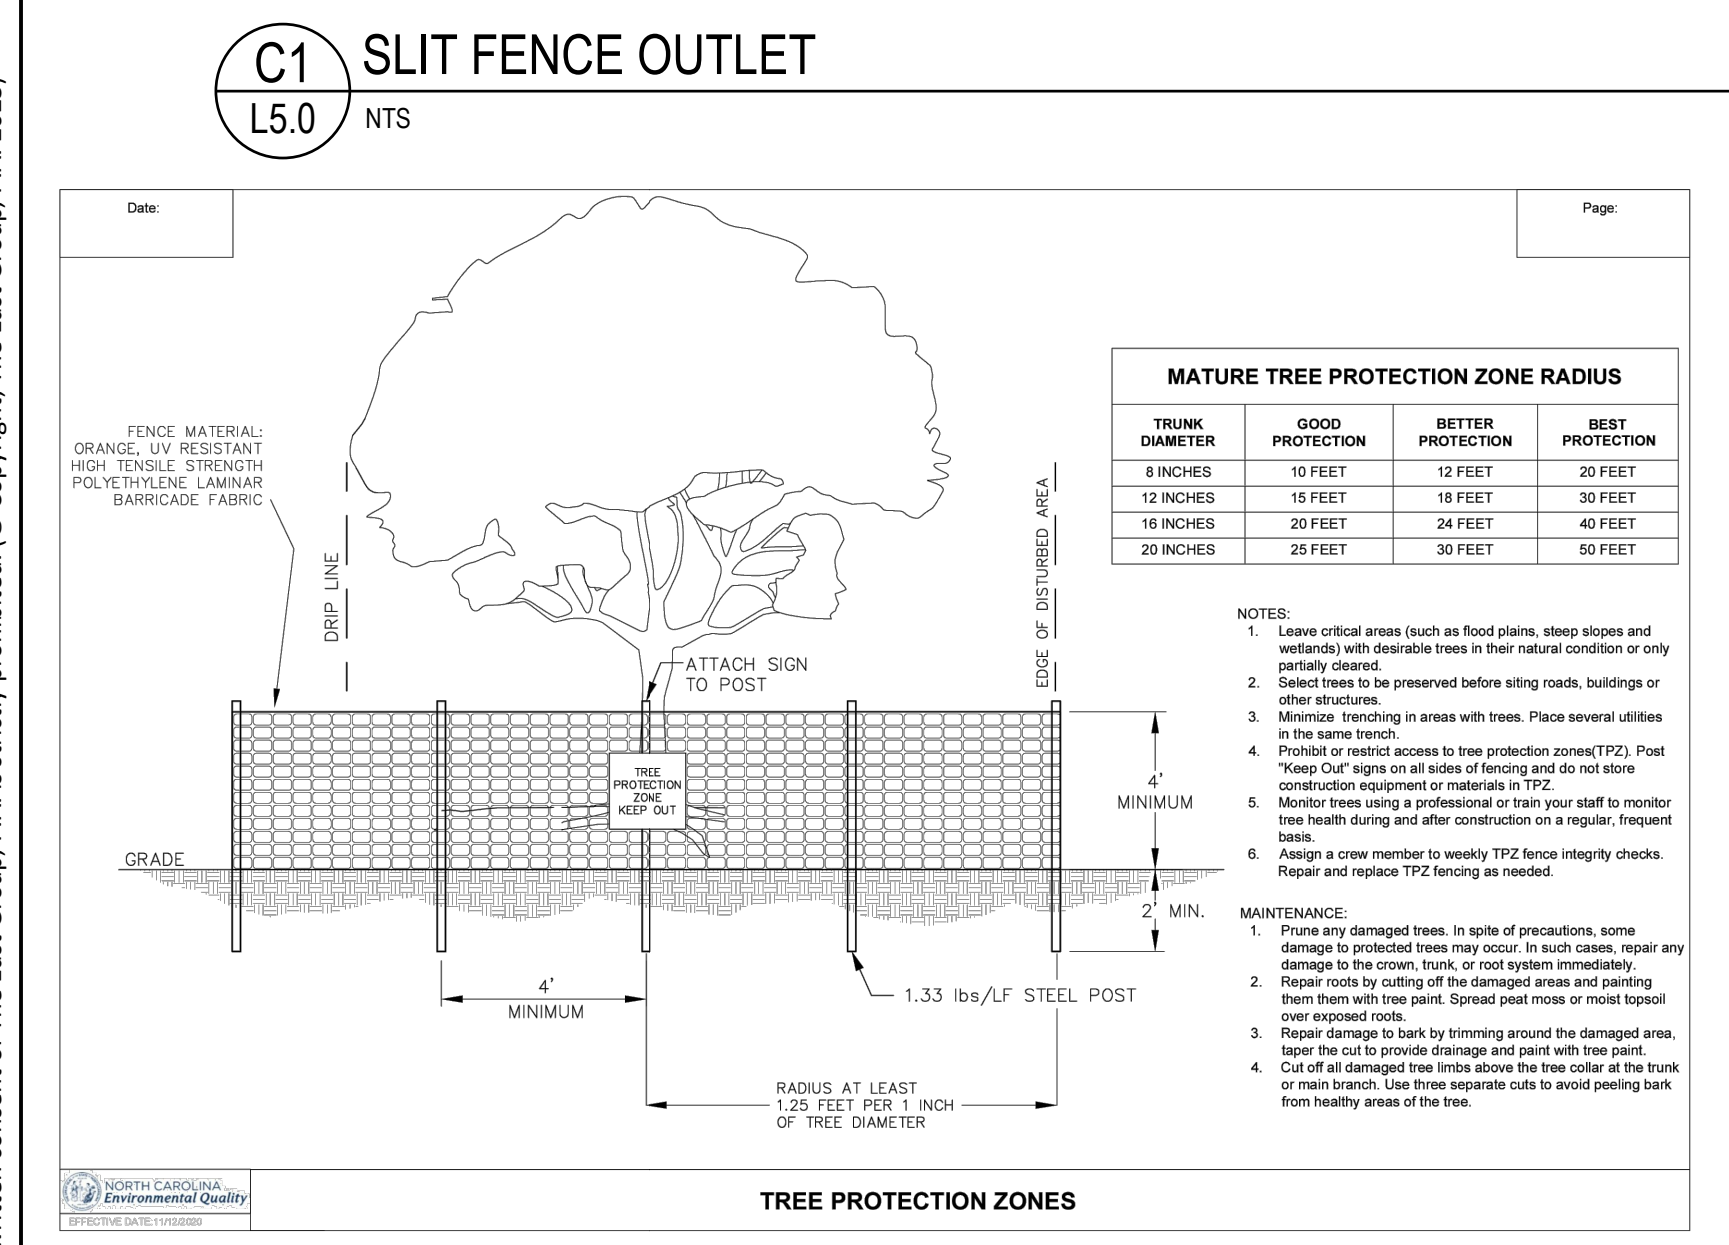 C1
L5.0
SLIT FENCE OUTLET
NTS
Date:
Page:
FENCE MATERIAL:
ORANGE, UV RESISTANT
HIGH TENSILE STRENGTH
POLYETHYLENE LAMINAR
BARRICADE FABRIC
DRIP LINE
EDGE OF DISTURBED AREA
ATTACH SIGN
TO POST
TREE
PROTECTION
ZONE
KEEP OUT
GRADE
4'
MINIMUM
2' MIN.
4'
MINIMUM
1.33 lbs/LF STEEL POST
RADIUS AT LEAST
1.25 FEET PER 1 INCH
OF TREE DIAMETER
MATURE TREE PROTECTION ZONE RADIUS
TRUNK DIAMETER GOOD PROTECTION BETTER PROTECTION BEST PROTECTION
8 INCHES 10 FEET 12 FEET 20 FEET
12 INCHES 15 FEET 18 FEET 30 FEET
16 INCHES 20 FEET 24 FEET 40 FEET
20 INCHES 25 FEET 30 FEET 50 FEET
NOTES:
1. Leave critical areas (such as flood plains, steep slopes and
wetlands) with desirable trees in their natural condition or only
partially cleared.
2. Select trees to be preserved before siting roads, buildings or
other structures.
3. Minimize trenching in areas with trees. Place several utilities
in the same trench.
4. Prohibit or restrict access to tree protection zones(TPZ). Post
"Keep Out" signs on all sides of fencing and do not store
construction equipment or materials in TPZ.
5. Monitor trees using a professional or train your staff to monitor
tree health during and after construction on a regular, frequent
basis.
6. Assign a crew member to weekly TPZ fence integrity checks.
Repair and replace TPZ fencing as needed.
MAINTENANCE:
1. Prune any damaged trees. In spite of precautions, some
damage to protected trees may occur. In such cases, repair any
damage to the crown, trunk, or root system immediately.
2. Repair roots by cutting off the damaged areas and painting
them them with tree paint. Spread peat moss or moist topsoil
over exposed roots.
3. Repair damage to bark by trimming around the damaged area,
taper the cut to provide drainage and paint with tree paint.
4. Cut off all damaged tree limbs above the tree collar at the trunk
or main branch. Use three separate cuts to avoid peeling bark
from healthy areas of the tree.
NORTH CAROLINA
Environmental Quality
EFFECTIVE DATE:11/12/2020
TREE PROTECTION ZONES